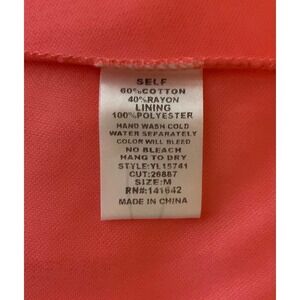 SELF
60%COTTON
40%RAYON
LINING
100%POLYESTER
HAND WASH COLD
WATER SEPARATELY
COLOR WILL BLEED
NO BLEACH
HANG TO DRY
STYLE:YL15741
CUT:26887
SIZE:M
RN#:141642
MADE IN CHINA